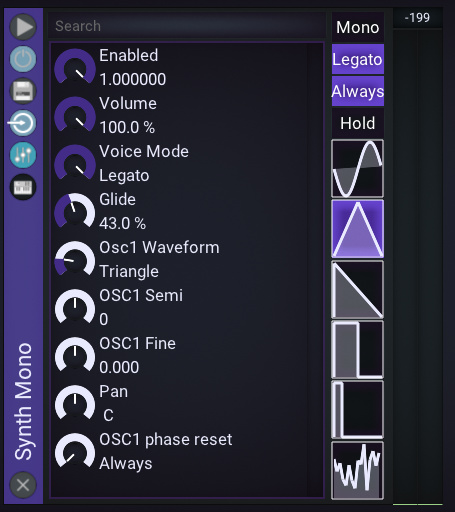 Search
Enabled
1.000000
Volume
100.0 %
Voice Mode
Legato
Glide
43.0 %
Osc1 Waveform
Triangle
OSC1 Semi
0
OSC1 Fine
0.000
Pan
C
OSC1 phase reset
Always
Mono
Legato
Always
Hold
-199
Synth Mono